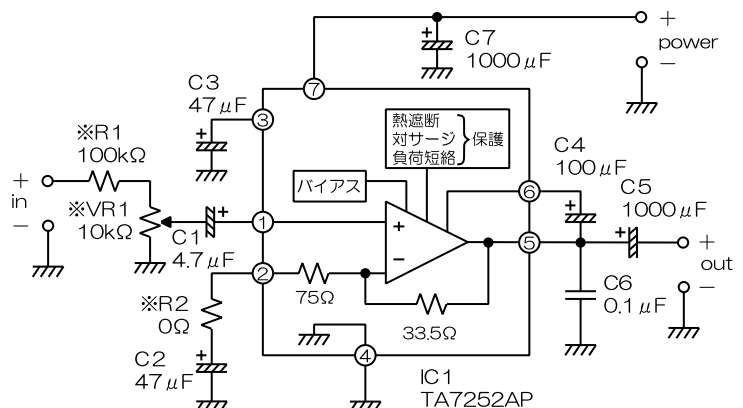 +
power
−
C7
1000μF
C3
47μF
⑦
③
熱遮断
対サージ
負荷短絡
保護
C4
100μF
C5
1000μF
※R1
100kΩ
+
in
−
※VR1
10kΩ
バイアス
⑥
+
C1
4.7μF
+
①
+
−
⑤
+
+
out
−
②
75Ω
33.5Ω
C6
0.1μF
※R2
0Ω
④
+
C2
47μF
IC1
TA7252AP
+
+